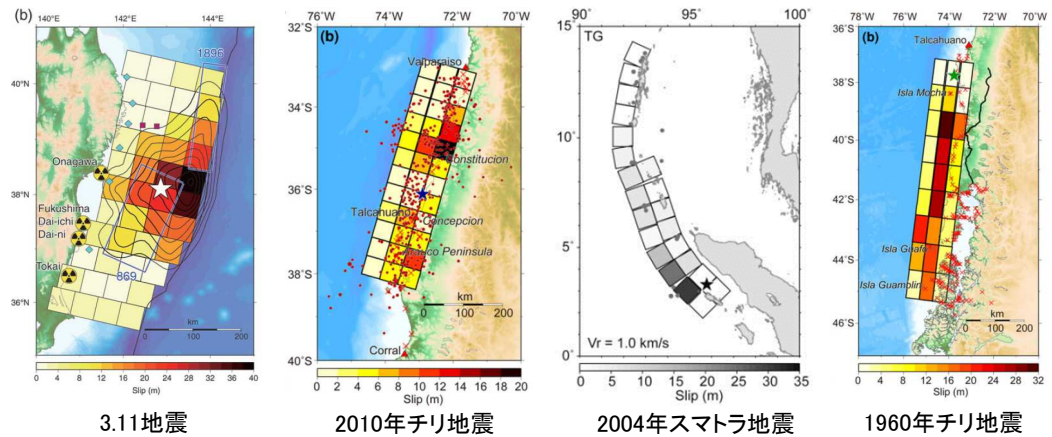 (b)
140°E
142°E
144°E
1896
40°N
Onagawa
38°N
Fukushima
Dai-ichi
Dai-ni
Tokai
869
36°N
km
0 100 200
0 4 8 12 16 20 24 28 32 36 40
Slip (m)
3.11地震
76°W
74°W
72°W
70°W
(b)
Valparaiso
34°S
Constitucion
36°S
Talcahuano
Concepcion
Arauco Peninsula
38°S
km
0 100 200
Corral
40°S
0 2 4 6 8 10 12 14 16 18 20
Slip (m)
2010年チリ地震
90
95
100
15
TG
10
5
0
Vr = 1.0 km/s
0 5 10 15 20 25 30 35
Slip (m)
2004年スマトラ地震
76°W
74°W
72°W
70°W
(b)
Talcahuano
38°S
Isla Mocha
40°S
42°S
Isla Guafo
44°S
Isla Guamblin
km
0 100 200
46°S
0 4 8 12 16 20 24 28 32
Slip (m)
1960年チリ地震